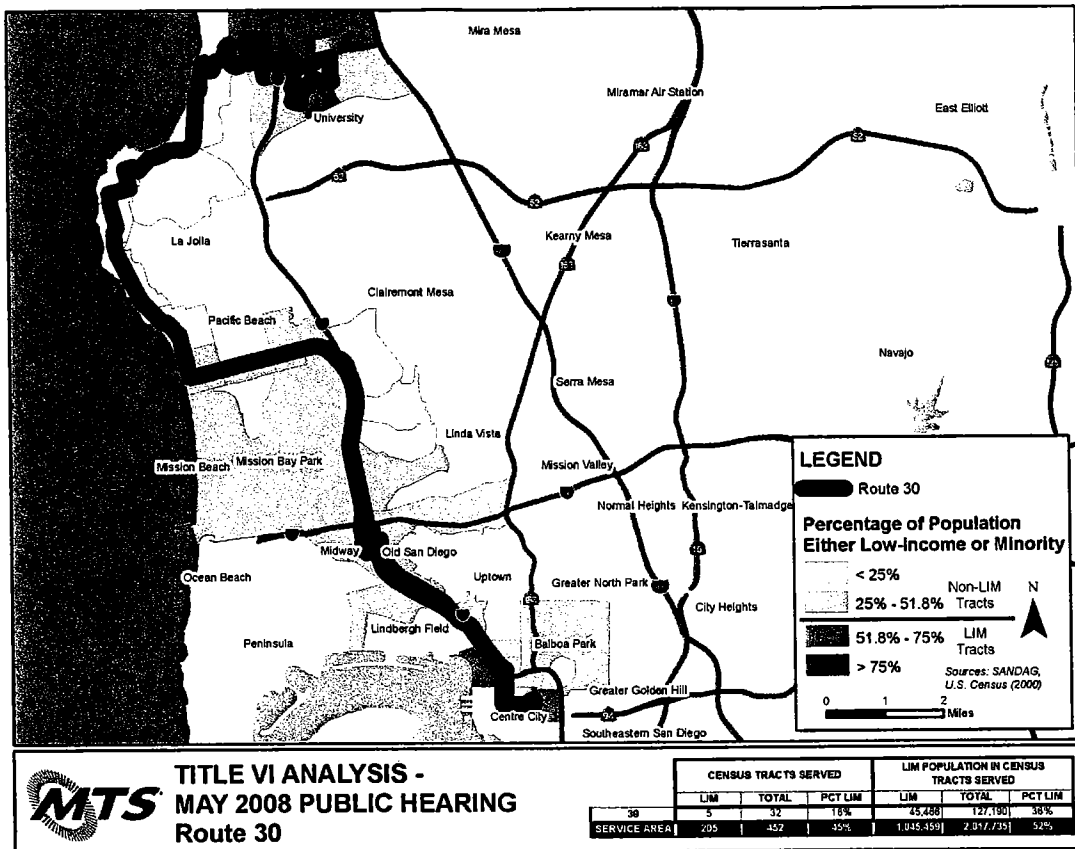 Mira Mesa
Miramar Air Station
East Elliott
University
Kearny Mesa
Tierrasanta
La Jolla
Clairemont Mesa
Pacific Beach
Navajo
Serra Mesa
Linda Vista
Mission Beach
Mission Bay Park
Mission Valley
Normal Heights
Kensington-Talmadge
Midway
Old San Diego
Ocean Beach
Uptown
Greater North Park
City Heights
Lindbergh Field
Peninsula
Balboa Park
Greater Golden Hill
Centre City
Southeastern San Diego
LEGEND
Route 30
Percentage of Population
Either Low-income or Minority
< 25%
25% - 51.8%
Non-LIM
Tracts
N
51.8% - 75%
> 75%
LIM
Tracts
Sources: SANDAG,
U.S. Census (2000)
0 1 2
Miles
MTS
TITLE VI ANALYSIS -
MAY 2008 PUBLIC HEARING
Route 30
CENSUS TRACTS SERVED LIM POPULATION IN CENSUS TRACTS SERVED
LIM TOTAL PCT LIM LIM TOTAL PCT LIM
30 5 32 16% 45,486 127,190 36%
SERVICE AREA 205 452 45% 1,045,459 2,017,735 52%